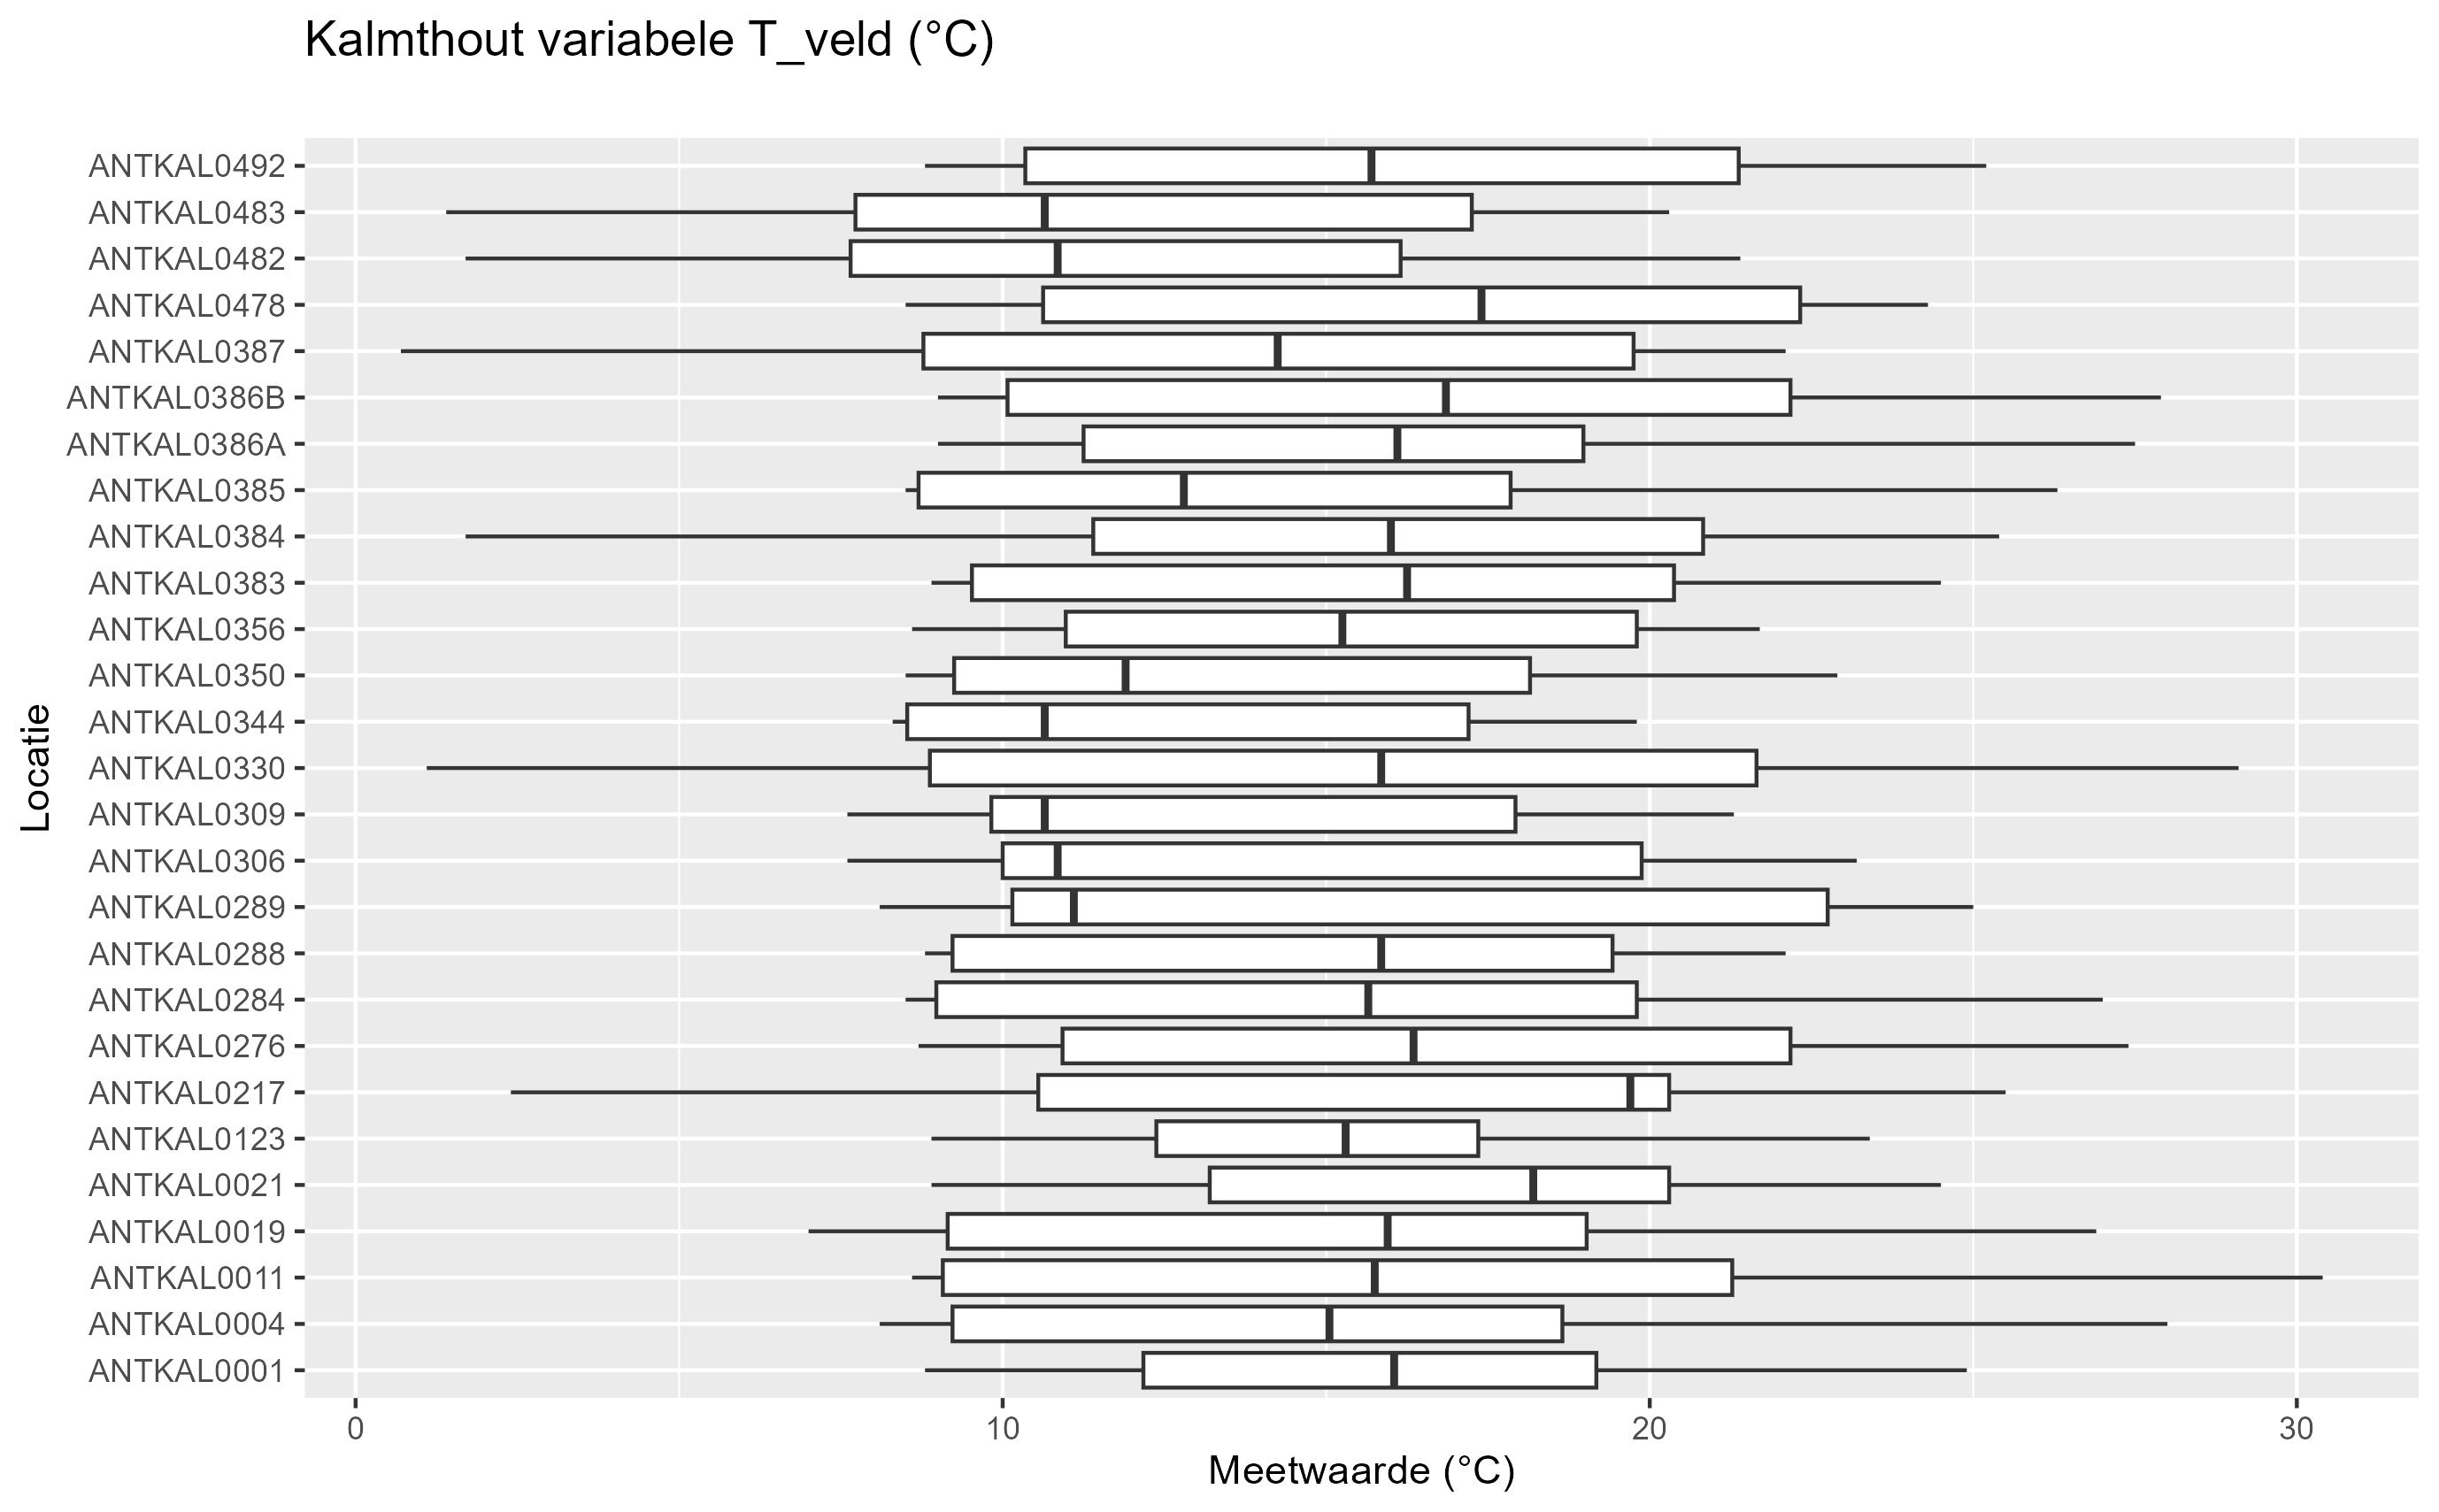 Kalmthout variabele T_veld (°C)
ANTKAL0492
ANTKAL0483
ANTKAL0482
ANTKAL0478
ANTKAL0387
ANTKAL0386B
ANTKAL0386A
ANTKAL0385
ANTKAL0384
ANTKAL0383
ANTKAL0356
ANTKAL0350
ANTKAL0344
ANTKAL0330
ANTKAL0309
ANTKAL0306
ANTKAL0289
ANTKAL0288
ANTKAL0284
ANTKAL0276
ANTKAL0217
ANTKAL0123
ANTKAL0021
ANTKAL0019
ANTKAL0011
ANTKAL0004
ANTKAL0001
Locatie
0 10 20 30
Meetwaarde (°C)